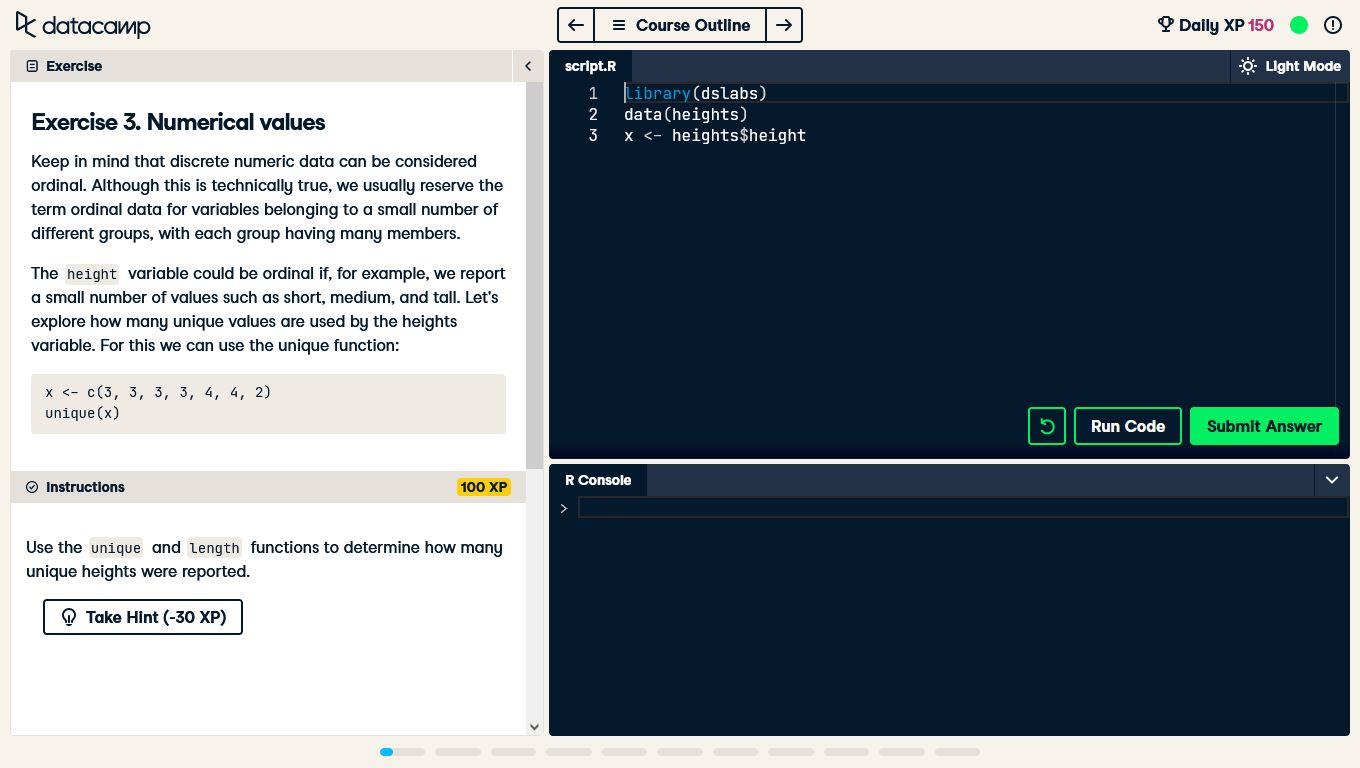 datacamp
Course Outline
Daily XP 150
Exercise
Exercise 3. Numerical values
Keep in mind that discrete numeric data can be considered
ordinal. Although this is technically true, we usually reserve the
term ordinal data for variables belonging to a small number of
different groups, with each group having many members.
The height variable could be ordinal if, for example, we report
a small number of values such as short, medium, and tall. Let's
explore how many unique values are used by the heights
variable. For this we can use the unique function:
x <- c(3, 3, 3, 3, 4, 4, 2)
unique(x)
Instructions
100 XP
Use the unique and length functions to determine how many
unique heights were reported.
Take Hint (-30 XP)
script.R
Light Mode
1 library(dslabs)
2 data(heights)
3 x <- heights$height
Run Code
Submit Answer
R Console
>